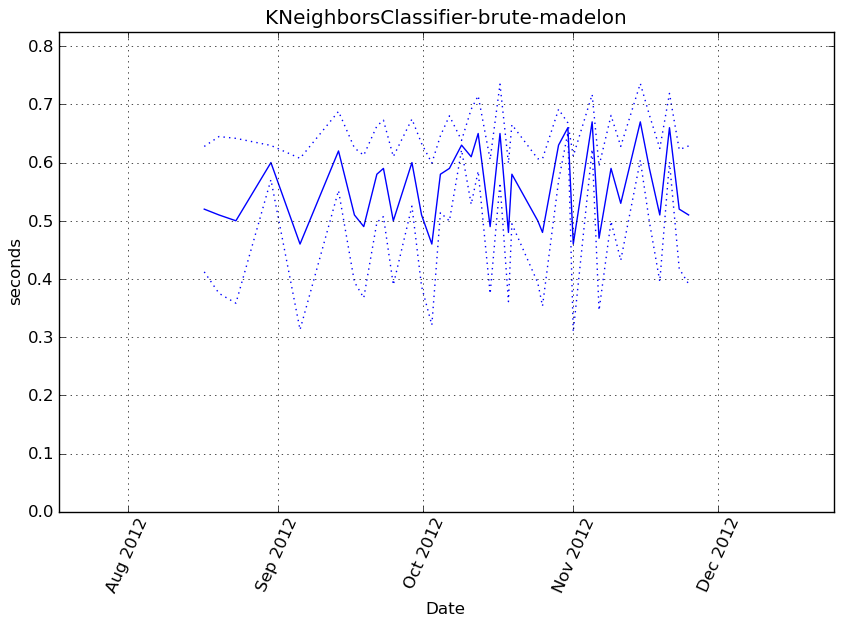 KNeighborsClassifier-brute-madelon
0.8
0.7
0.6
0.5
0.4
0.3
0.2
0.1
0.0
seconds
Aug 2012
Sep 2012
Oct 2012
Nov 2012
Dec 2012
Date